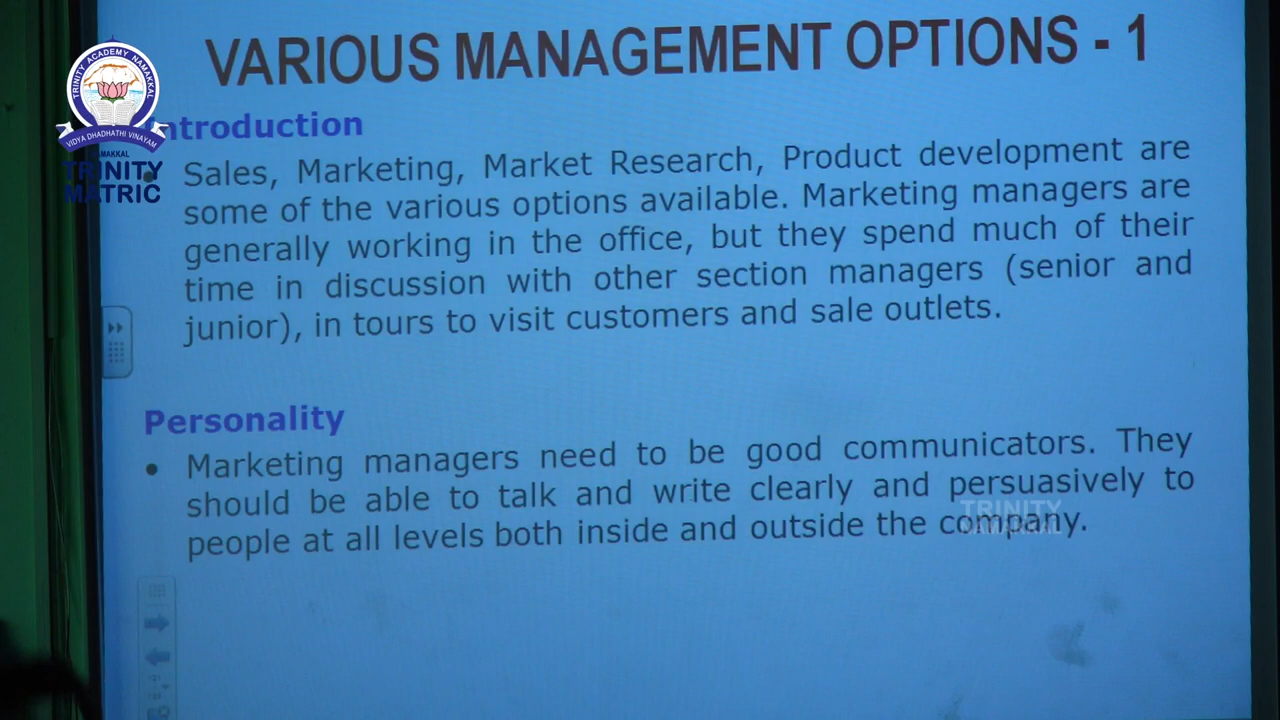 VARIOUS MANAGEMENT OPTIONS - 1
TRINITY ACADEMY NAMAKKAL
VIDYA DHADHATHI VINAYAM
NAMAKKAL
TRINITY
MATRIC
Introduction
Sales, Marketing, Market Research, Product development are
some of the various options available. Marketing managers are
generally working in the office, but they spend much of their
time in discussion with other section managers (senior and
junior), in tours to visit customers and sale outlets.
Personality
• Marketing managers need to be good communicators. They
should be able to talk and write clearly and persuasively to
people at all levels both inside and outside the company.
TRINITY
NAMAKKAL